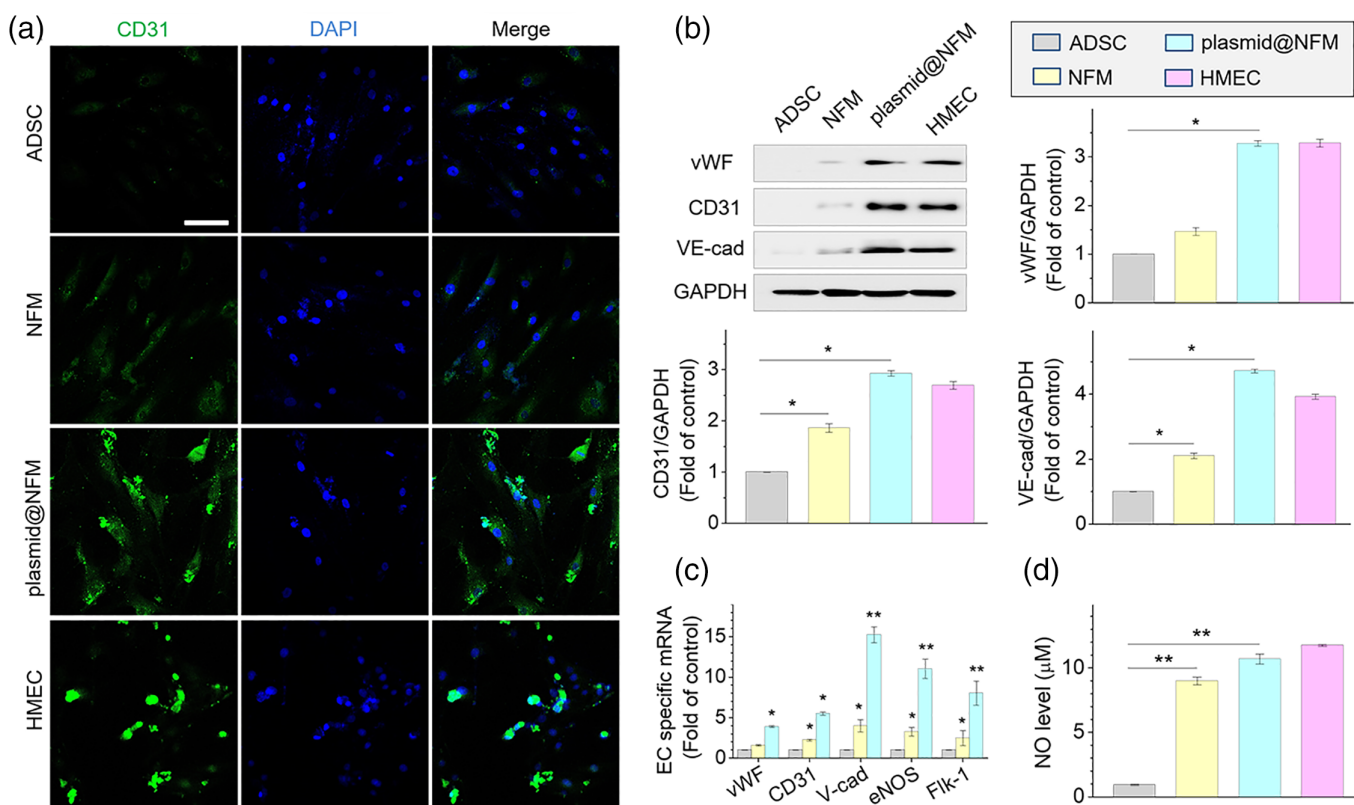 (a)
CD31 DAPI Merge
ADSC
NFM
plasmid@NFM
HMEC
(b)
ADSC NFM plasmid@NFM HMEC
vWF
CD31
VE-cad
GAPDH
ADSC plasmid@NFM
NFM HMEC
vWF/GAPDH
(Fold of control)
3
2
1
0
*
CD31/GAPDH
(Fold of control)
3
2
1
0
*
*
VE-cad/GAPDH
(Fold of control)
4
2
0
*
*
(c)
EC specific mRNA
(Fold of control)
15
10
5
0
* * * * ** * ** * **
vWF CD31 V-cad eNOS Flk-1
(d)
NO level (μM)
10
5
0
**
**